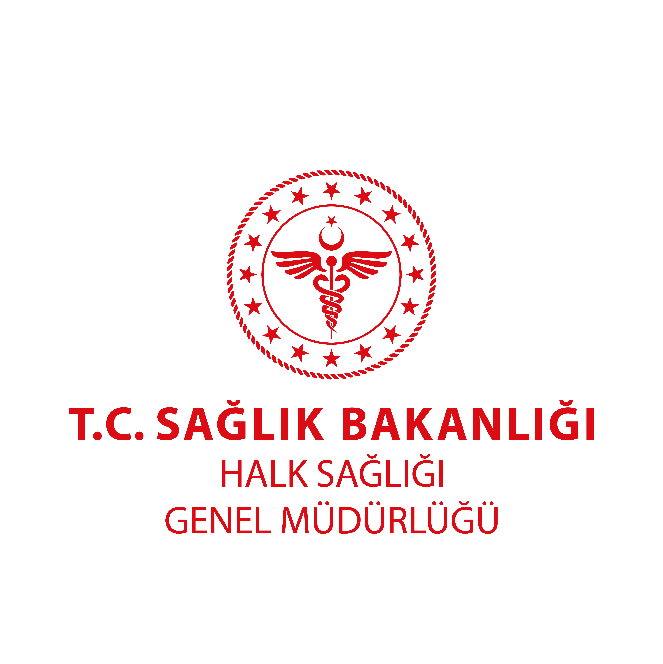 T.C. SAĞLIK BAKANLIĞI
HALK SAĞLIĞI
GENEL MÜDÜRLÜĞÜ